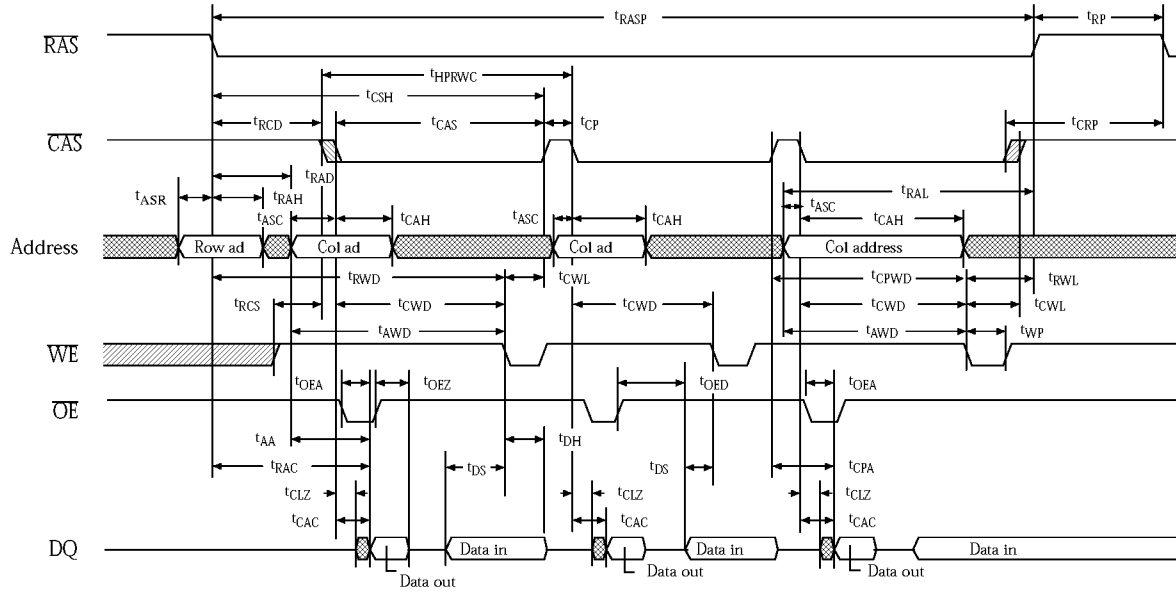 tRASP tRP
RAS
tHPRWC
tCSH
tRCD tCAS tCP tCRP
CAS
tRAD tRAL
tASR tRAH tASC tCAH tASC tCAH tASC tCAH
Address Row ad Col ad Col ad Col address
tRWD tCWL tCPWD tRWL
tRCS tCWD tCWD tCWD tCWL
tAWD tAWD tWP
WE
tOEA tOEZ tOED tOEA
OE
tAA tDH
tRAC tDS tDS tCPA
tCLZ tCLZ tCLZ
tCAC tCAC tCAC
DQ Data in Data in Data in
Data out Data out Data out